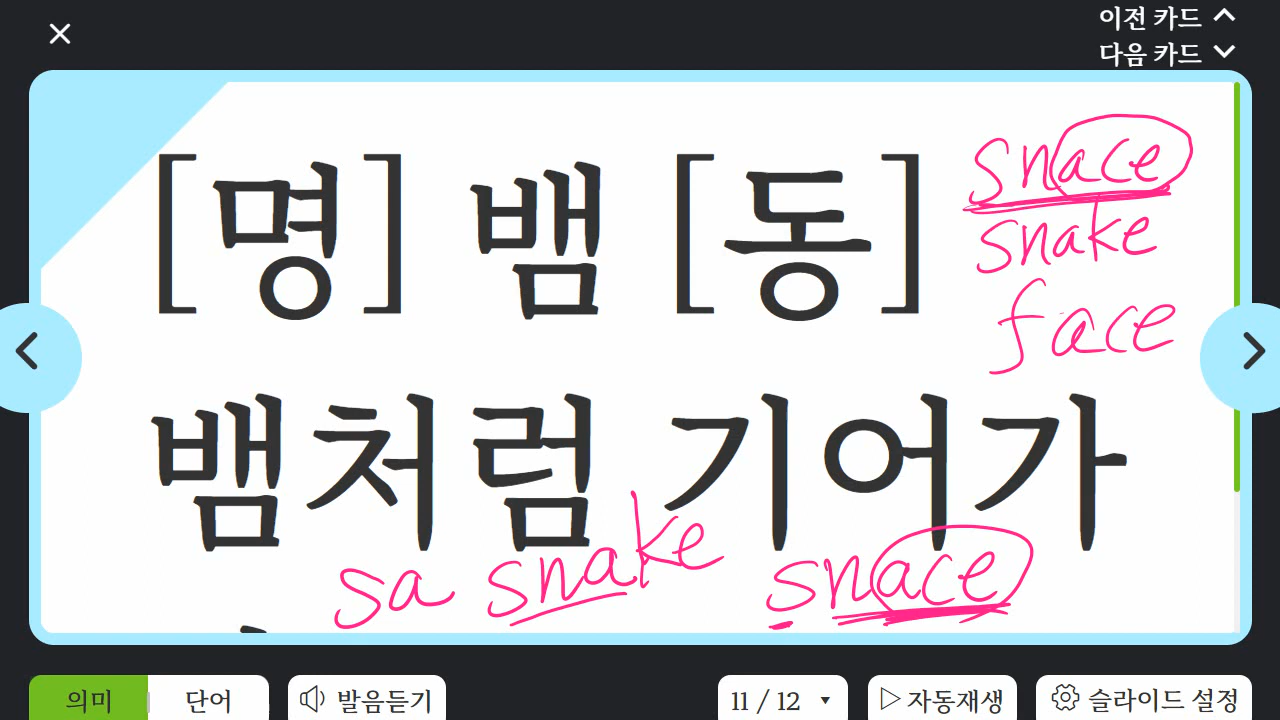 이전 카드
다음 카드
[명] 뱀 [동]
snace
snake
face
뱀처럼 기어가
sa snake snace
의미 단어 발음듣기 11 / 12 자동재생 슬라이드 설정